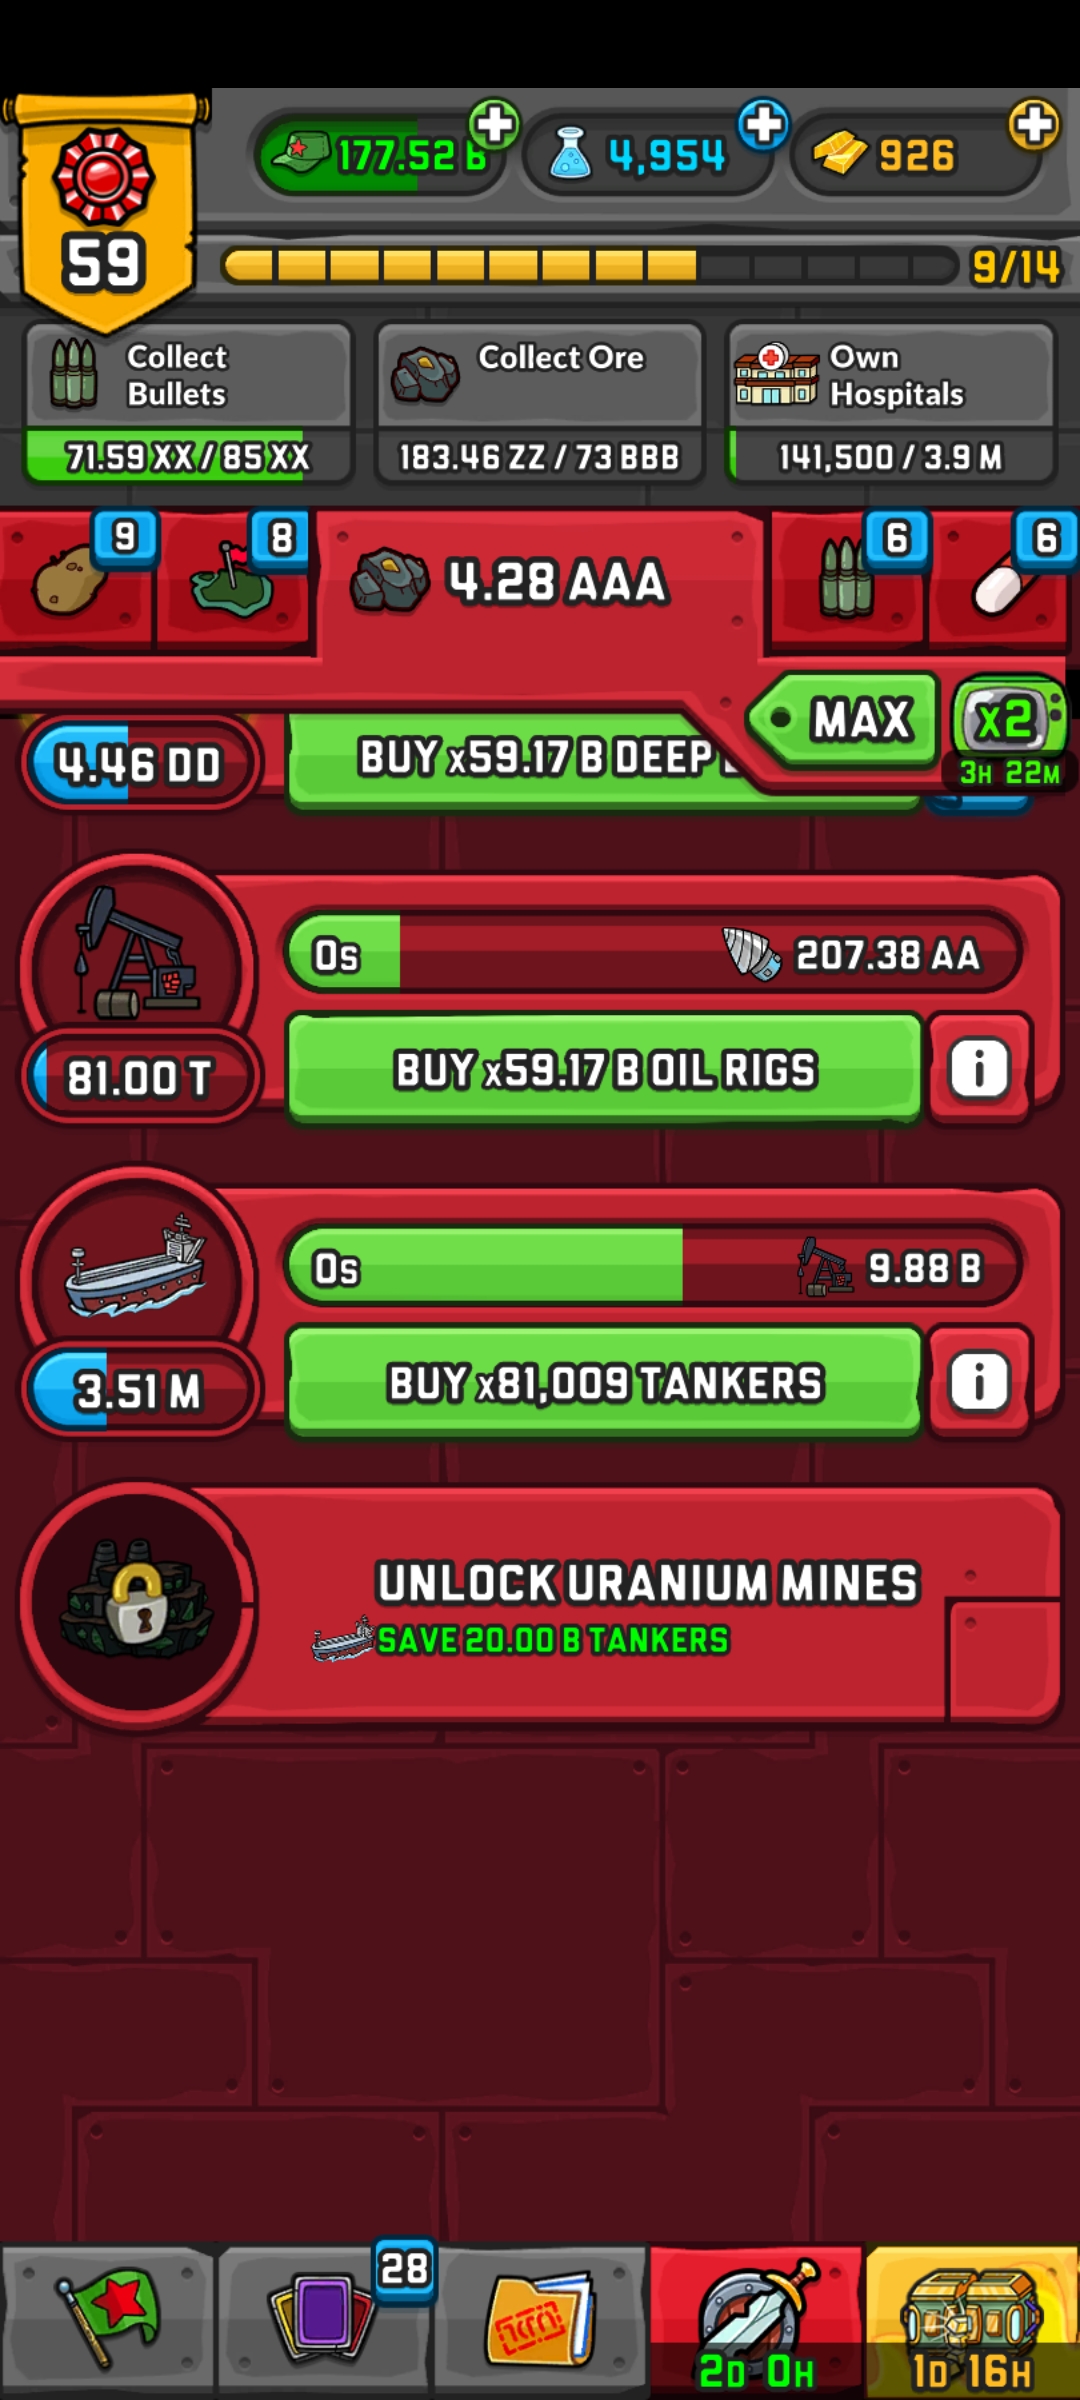 177.52 B
4,954
926
59
9/14
Collect
Bullets
71.59 XX / 85 XX
Collect Ore
183.46 ZZ / 73 BBB
Own
Hospitals
141,500 / 3.9 M
9
8
4.28 AAA
6
6
MAX
x2
3H 22M
4.46 DD
BUY x59.17 B DEEP
0s
207.38 AA
81.00 T
BUY x59.17 B OIL RIGS
i
0s
9.88 B
3.51 M
BUY x81,009 TANKERS
i
UNLOCK URANIUM MINES
SAVE 20.00 B TANKERS
28
2D 0H
1D 16H